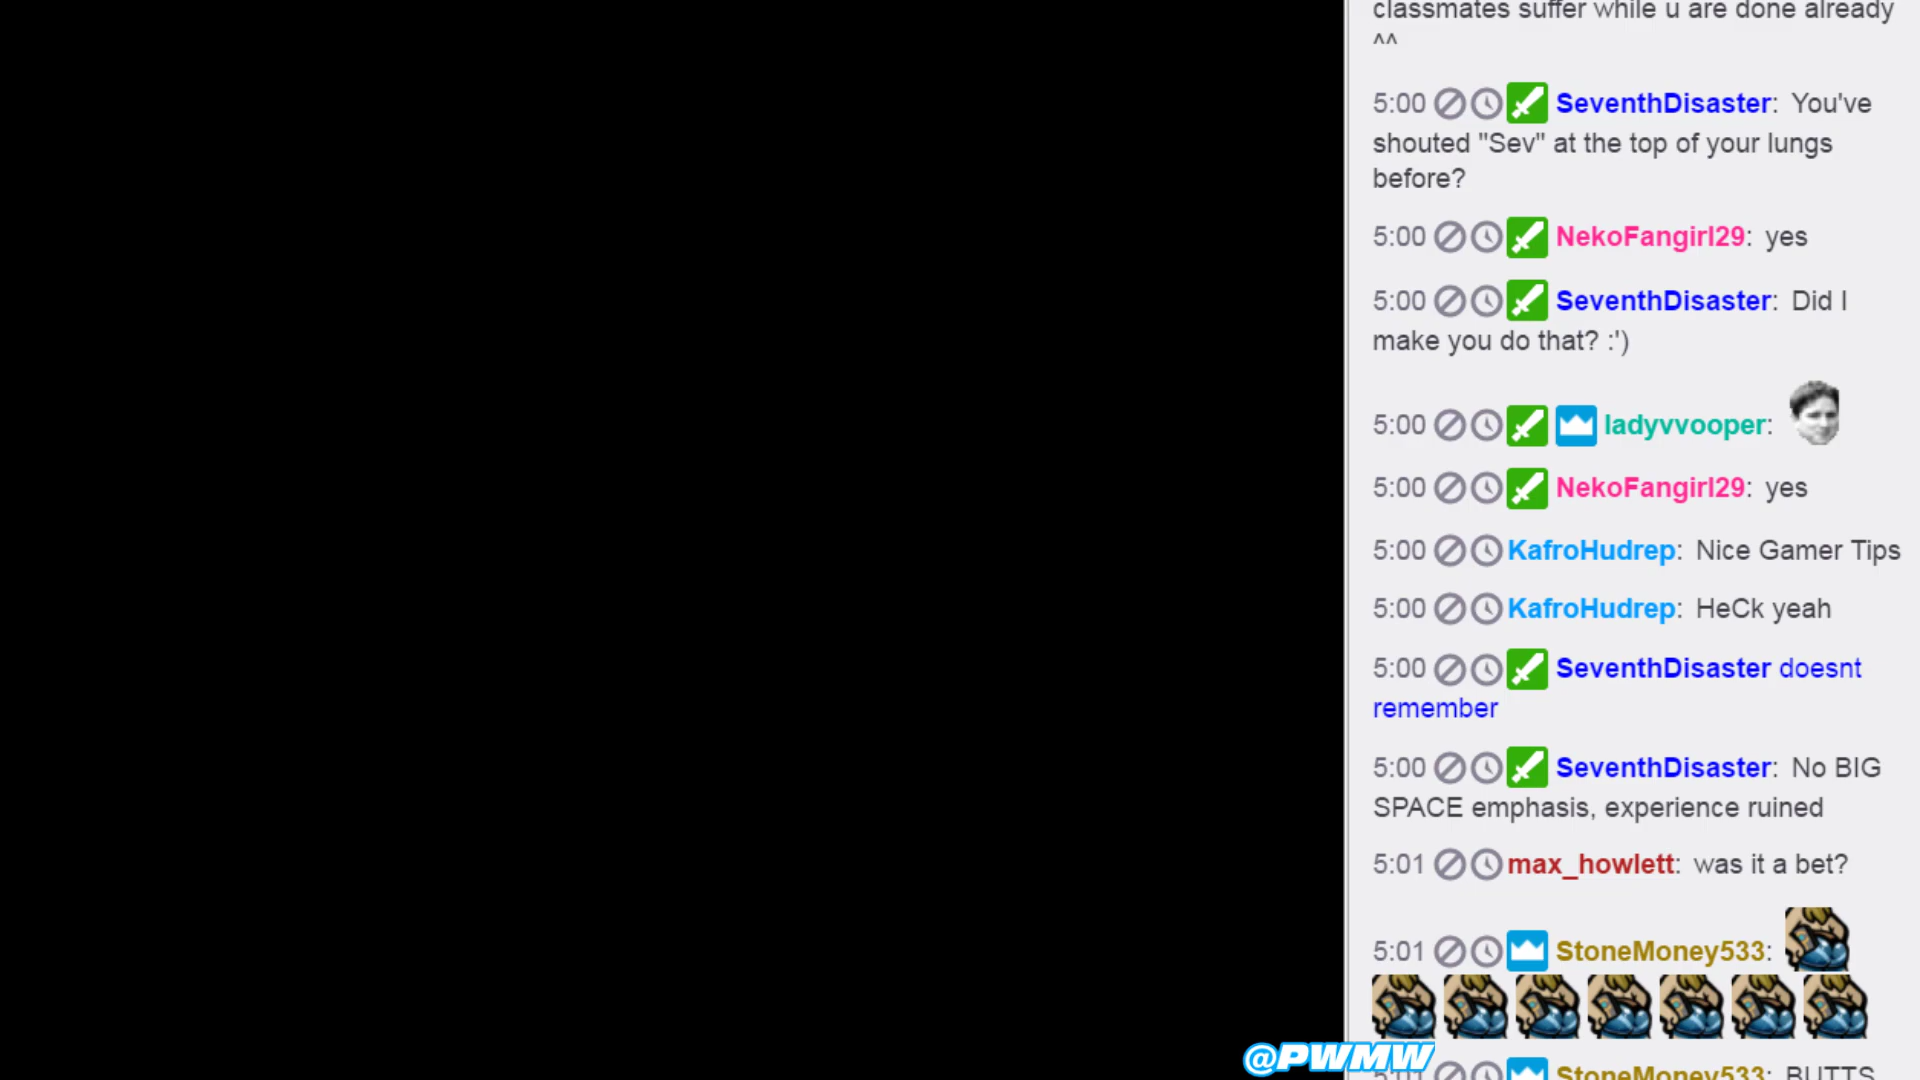 classmates suffer while u are done already
^^
5:00 SeventhDisaster: You've
shouted "Sev" at the top of your lungs
before?
5:00 NekoFangirl29: yes
5:00 SeventhDisaster: Did I
make you do that? :')
5:00 ladyvvooper:
5:00 NekoFangirl29: yes
5:00 KafroHudrep: Nice Gamer Tips
5:00 KafroHudrep: HeCk yeah
5:00 SeventhDisaster doesnt
remember
5:00 SeventhDisaster: No BIG
SPACE emphasis, experience ruined
5:01 max_howlett: was it a bet?
5:01 StoneMoney533:
@PWMW
5:01 StoneMoney533: BUTTS